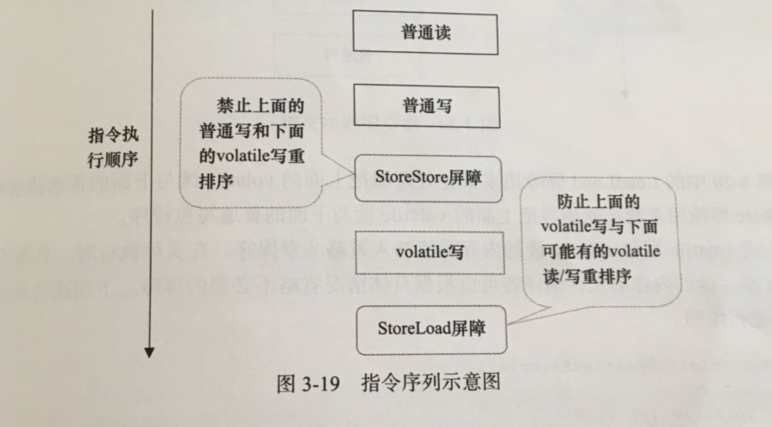 普通读
普通写
禁止上面的
普通写和下面
的volatile写重
排序
指令执
行顺序
StoreStore屏障
防止上面的
volatile写与下面
可能有的volatile
读/写重排序
volatile写
StoreLoad屏障
图 3-19 指令序列示意图